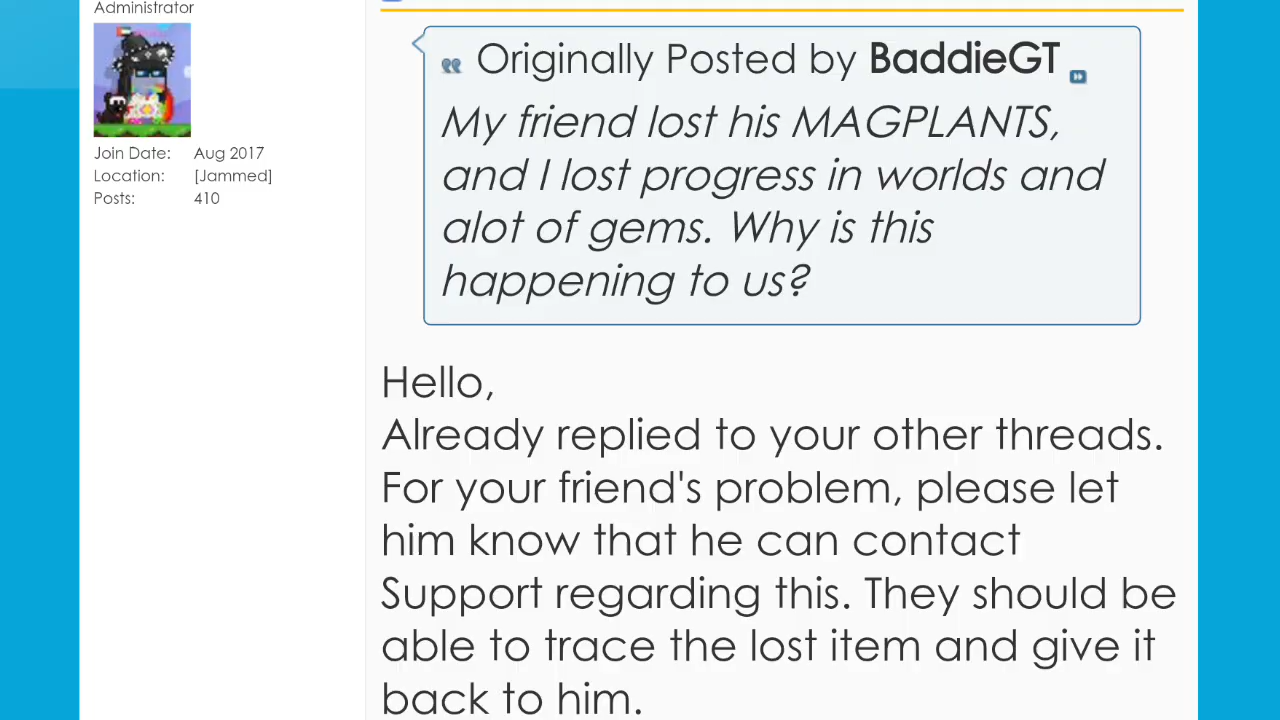 Administrator
Join Date: Aug 2017
Location: [Jammed]
Posts: 410
Originally Posted by BaddieGT
My friend lost his MAGPLANTS,
and I lost progress in worlds and
alot of gems. Why is this
happening to us?
Hello,
Already replied to your other threads.
For your friend's problem, please let
him know that he can contact
Support regarding this. They should be
able to trace the lost item and give it
back to him.